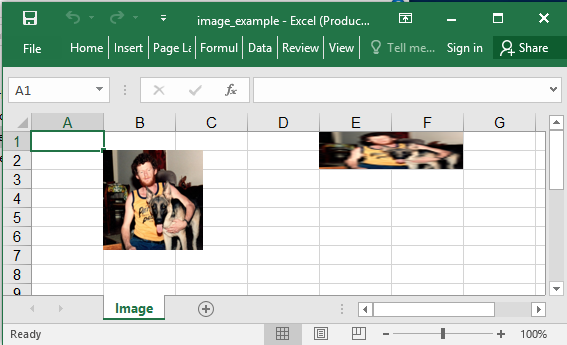 image_example - Excel (Produc...
File Home Insert Page La Formul Data Review View Tell me... Sign in Share
A1 fx
A B C D E F G
1
2
3
4
5
6
7
8
9
Image
Ready 100%